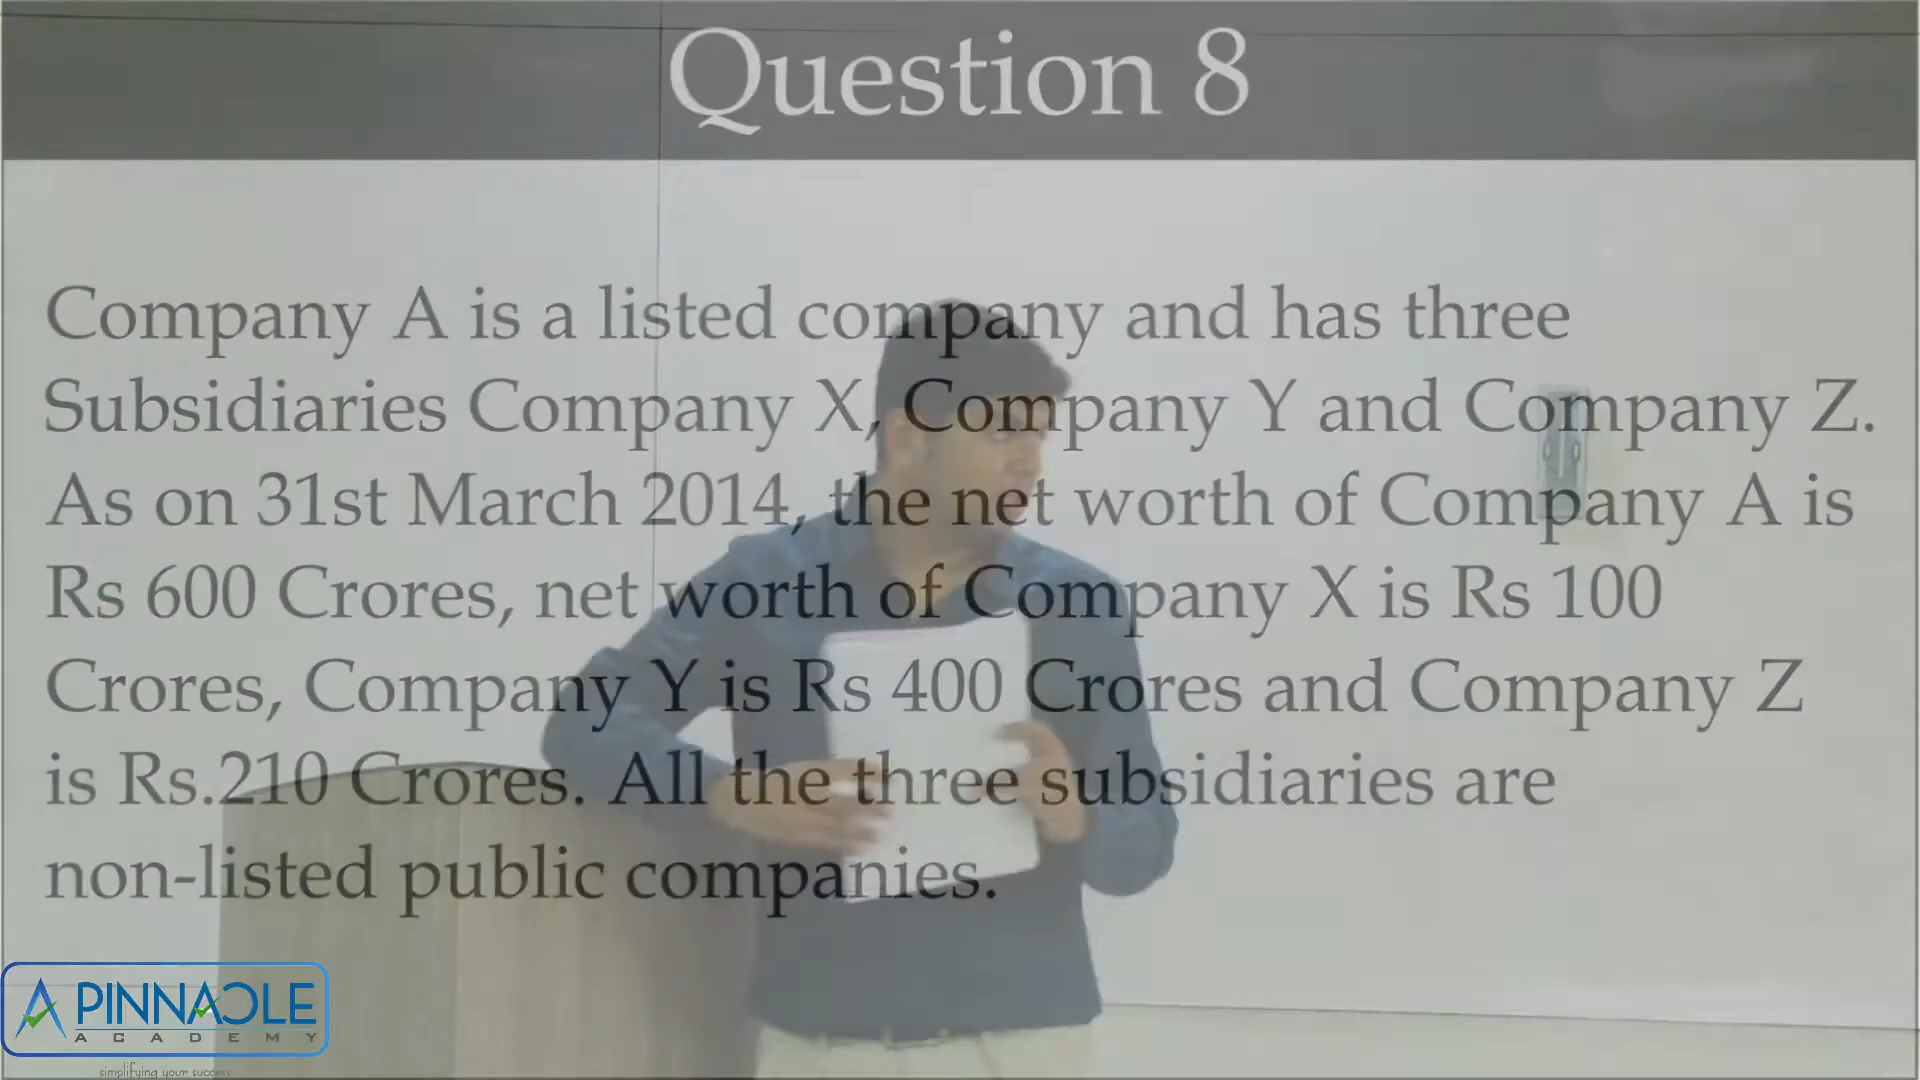 Question 8
Company A is a listed company and has three
Subsidiaries Company X, Company Y and Company Z.
As on 31st March 2014, the net worth of Company A is
Rs 600 Crores, net worth of Company X is Rs 100
Crores, Company Y is Rs 400 Crores and Company Z
is Rs.210 Crores. All the three subsidiaries are
non-listed public companies.
PINNACLE
ACADEMY
simplifying your success